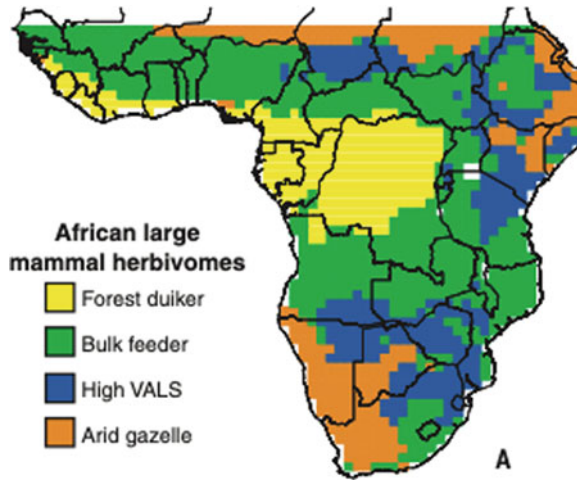 African large
mammal herbivomes
Forest duiker
Bulk feeder
High VALS
Arid gazelle
A